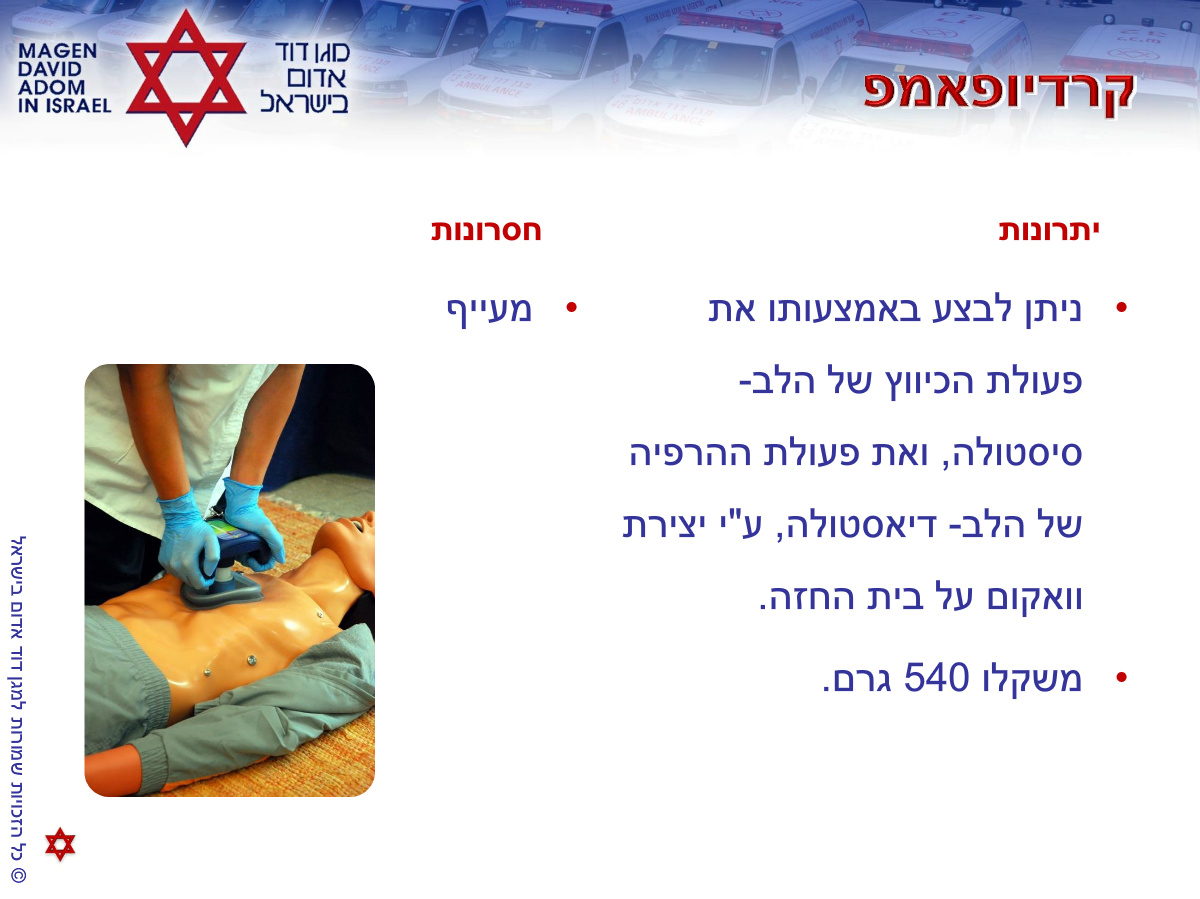 MAGEN
DAVID
ADOM
IN ISRAEL
מגן דוד
אדום
בישראל
קרדיופאמפ
יתרונות
• ניתן לבצע באמצעותו את
פעולת הכיווץ של הלב-
סיסטולה, ואת פעולת ההרפיה
של הלב- דיאסטולה, ע"י יצירת
וואקום על בית החזה.
• משקלו 540 גרם.
חסרונות
• מעייף
© כל הזכויות שמורות למגן דוד אדום בישראל